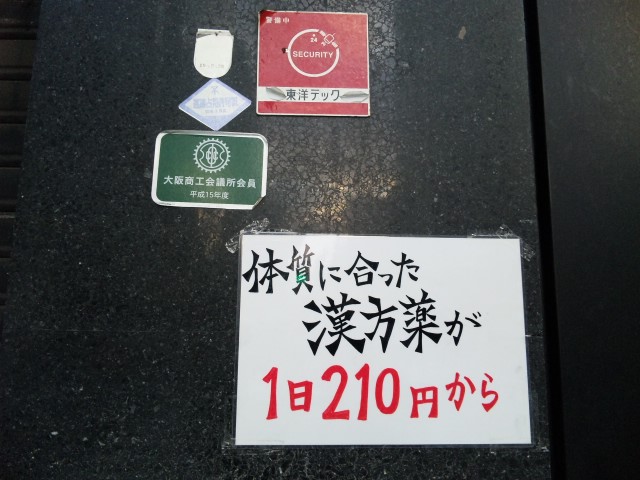 警備中
24
SECURITY
東洋テック
大阪商工会議所会員
平成15年度
体質に合った
漢方薬が
1日210円から